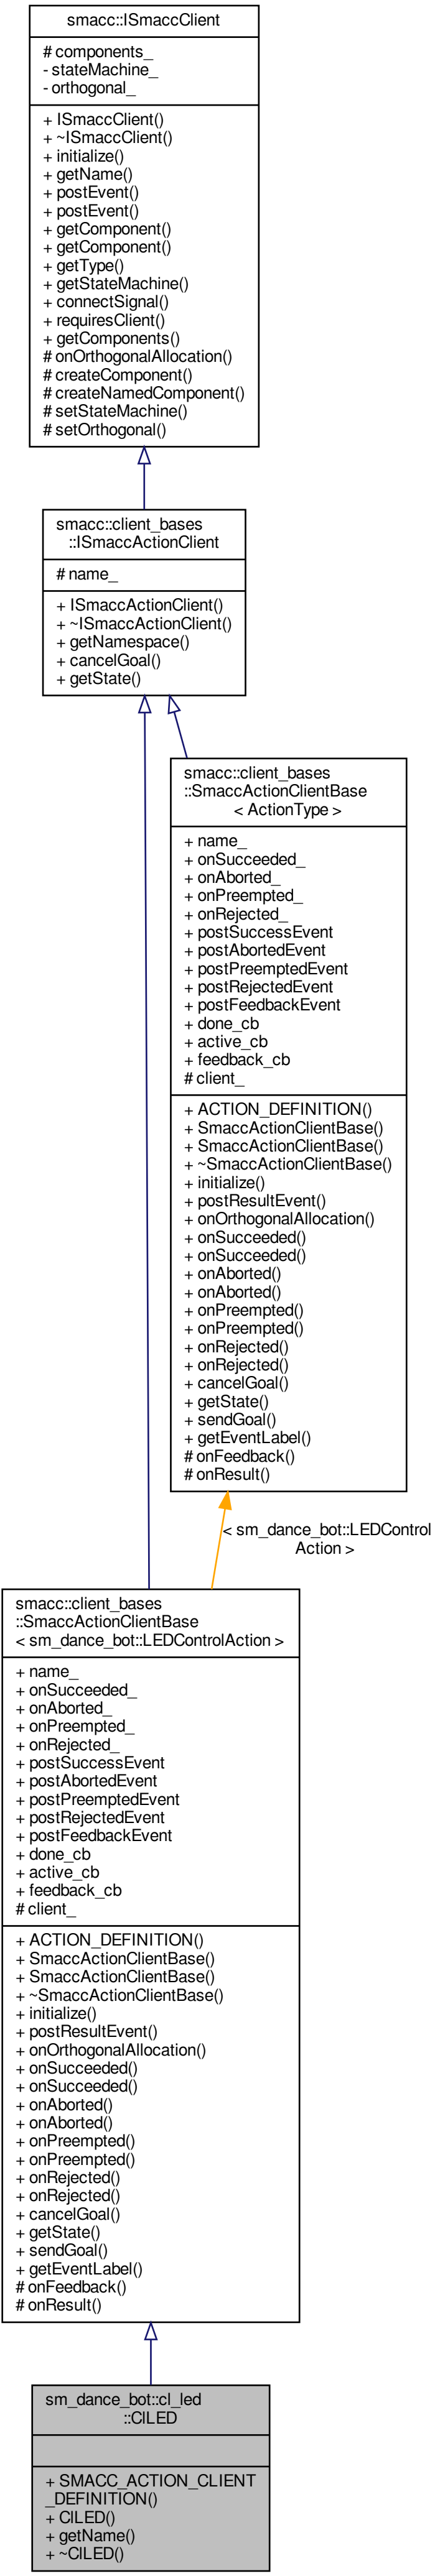 smacc::ISmaccClient
# components_
- stateMachine_
- orthogonal_
+ ISmaccClient()
+ ~ISmaccClient()
+ initialize()
+ getName()
+ postEvent()
+ postEvent()
+ getComponent()
+ getComponent()
+ getType()
+ getStateMachine()
+ connectSignal()
+ requiresClient()
+ getComponents()
# onOrthogonalAllocation()
# createComponent()
# createNamedComponent()
# setStateMachine()
# setOrthogonal()
smacc::client_bases
::ISmaccActionClient
# name_
+ ISmaccActionClient()
+ ~ISmaccActionClient()
+ getNamespace()
+ cancelGoal()
+ getState()
smacc::client_bases
::SmaccActionClientBase
< ActionType >
+ name_
+ onSucceeded_
+ onAborted_
+ onPreempted_
+ onRejected_
+ postSuccessEvent
+ postAbortedEvent
+ postPreemptedEvent
+ postRejectedEvent
+ postFeedbackEvent
+ done_cb
+ active_cb
+ feedback_cb
# client_
+ ACTION_DEFINITION()
+ SmaccActionClientBase()
+ SmaccActionClientBase()
+ ~SmaccActionClientBase()
+ initialize()
+ postResultEvent()
+ onOrthogonalAllocation()
+ onSucceeded()
+ onSucceeded()
+ onAborted()
+ onAborted()
+ onPreempted()
+ onPreempted()
+ onRejected()
+ onRejected()
+ cancelGoal()
+ getState()
+ sendGoal()
+ getEventLabel()
# onFeedback()
# onResult()
< sm_dance_bot::LEDControl
Action >
smacc::client_bases
::SmaccActionClientBase
< sm_dance_bot::LEDControlAction >
+ name_
+ onSucceeded_
+ onAborted_
+ onPreempted_
+ onRejected_
+ postSuccessEvent
+ postAbortedEvent
+ postPreemptedEvent
+ postRejectedEvent
+ postFeedbackEvent
+ done_cb
+ active_cb
+ feedback_cb
# client_
+ ACTION_DEFINITION()
+ SmaccActionClientBase()
+ SmaccActionClientBase()
+ ~SmaccActionClientBase()
+ initialize()
+ postResultEvent()
+ onOrthogonalAllocation()
+ onSucceeded()
+ onSucceeded()
+ onAborted()
+ onAborted()
+ onPreempted()
+ onPreempted()
+ onRejected()
+ onRejected()
+ cancelGoal()
+ getState()
+ sendGoal()
+ getEventLabel()
# onFeedback()
# onResult()
sm_dance_bot::cl_led
::ClLED
+ SMACC_ACTION_CLIENT
_DEFINITION()
+ ClLED()
+ getName()
+ ~ClLED()